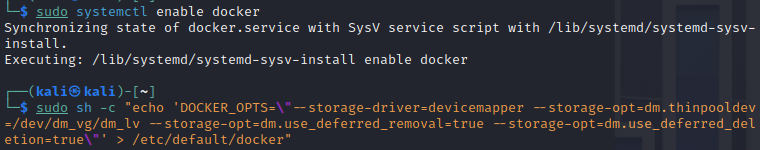 └─$ sudo systemctl enable docker
Synchronizing state of docker.service with SysV service script with /lib/systemd/systemd-sysv-
install.
Executing: /lib/systemd/systemd-sysv-install enable docker
┌──(kali㉿kali)-[~]
└─$ sudo sh -c "echo 'DOCKER_OPTS=\"--storage-driver=devicemapper --storage-opt=dm.thinpooldev
=/dev/dm_vg/dm_lv --storage-opt=dm.use_deferred_removal=true --storage-opt=dm.use_deferred_del
etion=true\"' > /etc/default/docker"